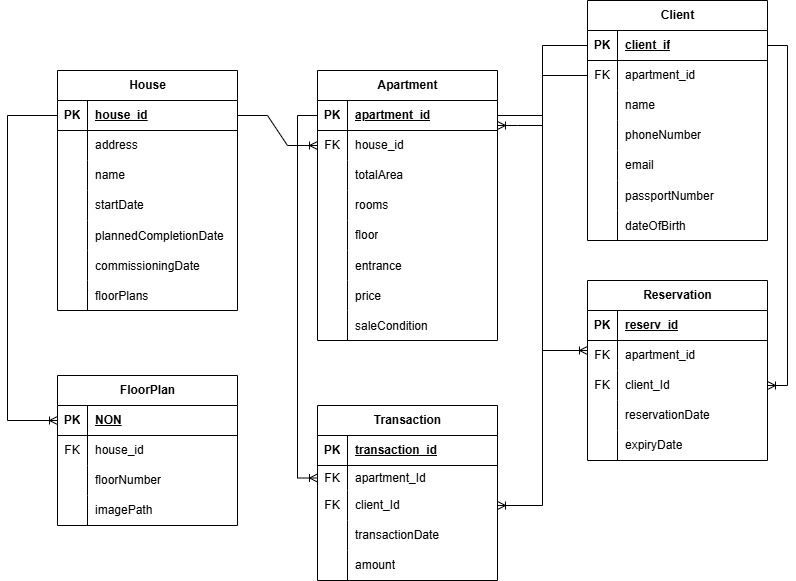 Client
PK client_if
FK apartment_id
name
phoneNumber
email
passportNumber
dateOfBirth
House
PK house_id
address
name
startDate
plannedCompletionDate
commissioningDate
floorPlans
Apartment
PK apartment_id
FK house_id
totalArea
rooms
floor
entrance
price
saleCondition
Reservation
PK reserv_id
FK apartment_id
FK client_Id
reservationDate
expiryDate
FloorPlan
PK NON
FK house_id
floorNumber
imagePath
Transaction
PK transaction_id
FK apartment_Id
FK client_Id
transactionDate
amount